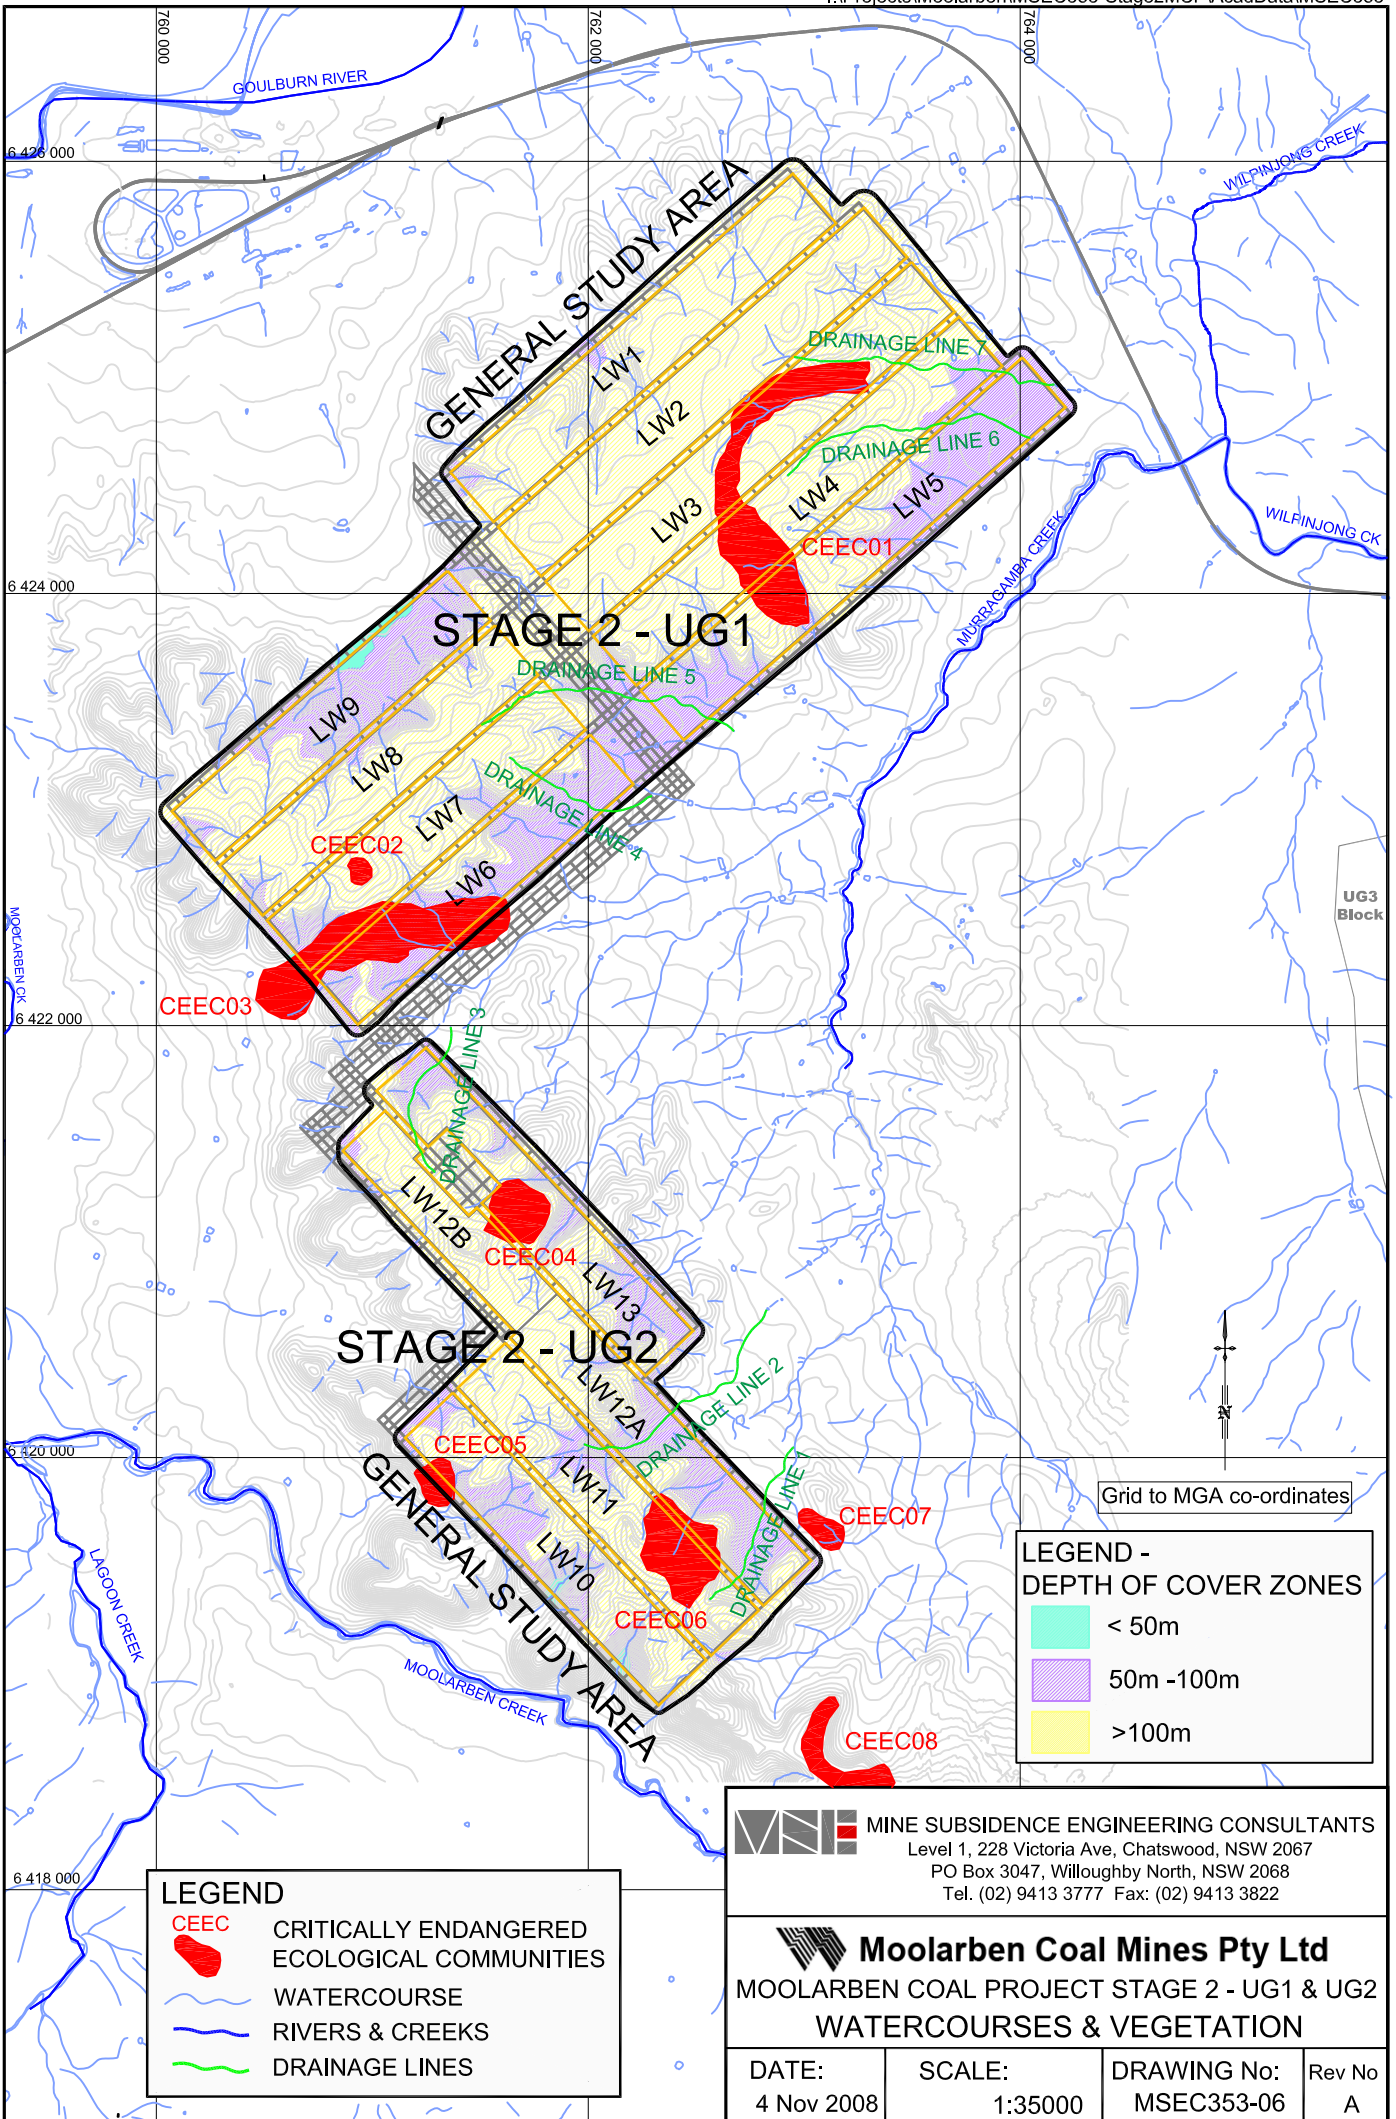 760 000
762 000
764 000
GOULBURN RIVER
6 426 000
WILPINJONG CREEK
GENERAL STUDY AREA
DRAINAGE LINE 7
LW1
LW2
DRAINAGE LINE 6
LW3
LW4
LW5
CEEC01
WILPINJONG CK
MURRAGAMBA CREEK
6 424 000
STAGE 2 - UG1
DRAINAGE LINE 5
LW9
LW8
DRAINAGE LINE 4
LW7
CEEC02
LW6
UG3
Block
MOOLARBEN CK
CEEC03
6 422 000
DRAINAGE LINE 3
LW12B
CEEC04
LW13
STAGE 2 - UG2
LW12A
DRAINAGE LINE 2
6 420 000
CEEC05
LW11
DRAINAGE LINE 1
CEEC07
LW10
CEEC06
GENERAL STUDY AREA
LAGOON CREEK
MOOLARBEN CREEK
CEEC08
N
Grid to MGA co-ordinates
LEGEND -
DEPTH OF COVER ZONES
< 50m
50m -100m
>100m
6 418 000
LEGEND
CEEC
CRITICALLY ENDANGERED
ECOLOGICAL COMMUNITIES
WATERCOURSE
RIVERS & CREEKS
DRAINAGE LINES
MINE SUBSIDENCE ENGINEERING CONSULTANTS
Level 1, 228 Victoria Ave, Chatswood, NSW 2067
PO Box 3047, Willoughby North, NSW 2068
Tel. (02) 9413 3777 Fax: (02) 9413 3822
Moolarben Coal Mines Pty Ltd
MOOLARBEN COAL PROJECT STAGE 2 - UG1 & UG2
WATERCOURSES & VEGETATION
DATE:
4 Nov 2008
SCALE:
1:35000
DRAWING No:
MSEC353-06
Rev No
A